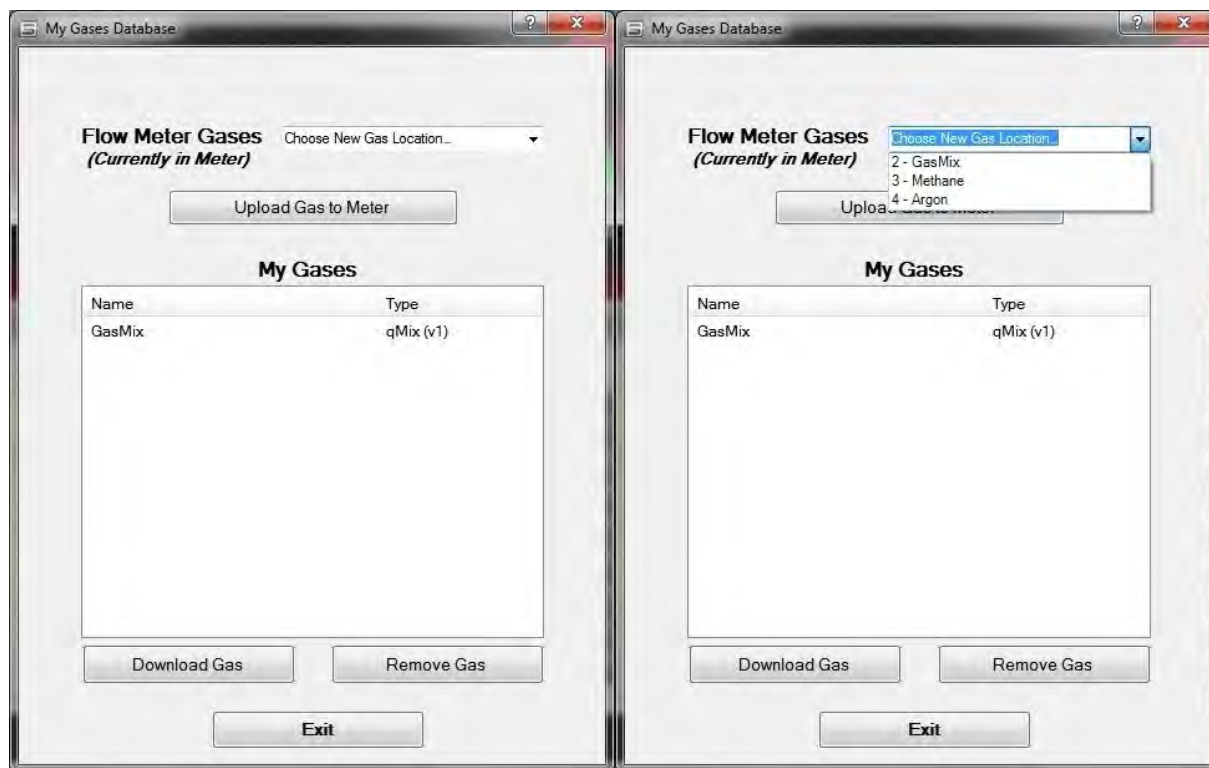 My Gases Database
Flow Meter Gases
Choose New Gas Location...
(Currently in Meter)
Upload Gas to Meter
My Gases
Name Type
GasMix qMix (v1)
Download Gas Remove Gas
Exit
My Gases Database
Flow Meter Gases
Choose New Gas Location...
(Currently in Meter)
2 - GasMix
3 - Methane
4 - Argon
My Gases
Name Type
GasMix qMix (v1)
Download Gas Remove Gas
Exit